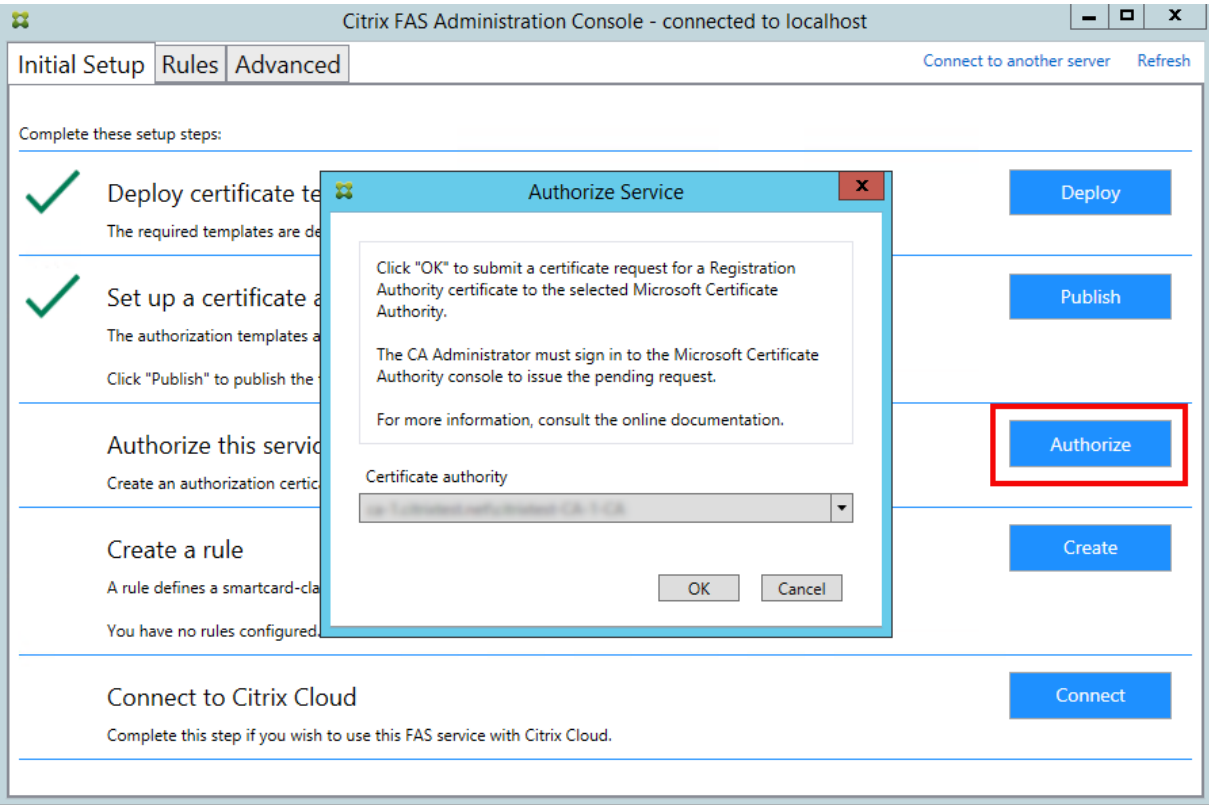 Citrix FAS Administration Console - connected to localhost
Initial Setup Rules Advanced Connect to another server Refresh
Complete these setup steps:
Deploy certificate te
The required templates are de
Deploy
Set up a certificate a
The authorization templates a
Click "Publish" to publish the
Publish
Authorize this servic
Create an authorization certic
Authorize
Create a rule
A rule defines a smartcard-cla
You have no rules configured.
Create
Connect to Citrix Cloud
Complete this step if you wish to use this FAS service with Citrix Cloud.
Connect
Authorize Service
Click "OK" to submit a certificate request for a Registration
Authority certificate to the selected Microsoft Certificate
Authority.
The CA Administrator must sign in to the Microsoft Certificate
Authority console to issue the pending request.
For more information, consult the online documentation.
Certificate authority
OK Cancel